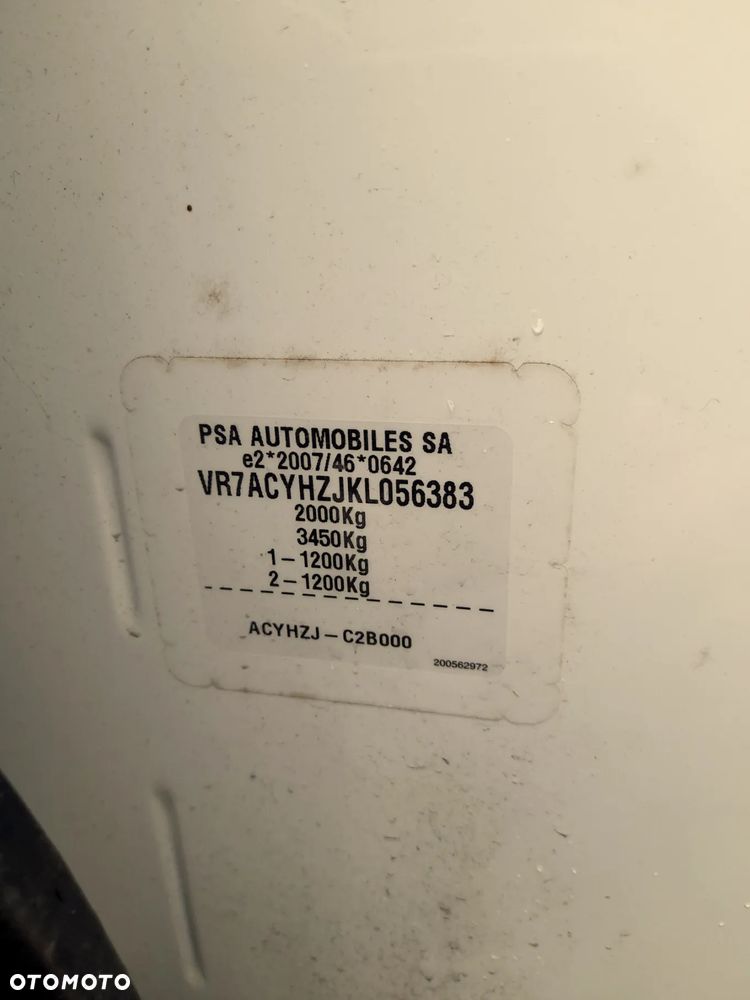 PSA AUTOMOBILES SA
e2*2007/46*0642
VR7ACYHZJKL056383
2000Kg
3450Kg
1-1200Kg
2-1200Kg
ACYHZJ-C2B000
200562972
OTOMOTO